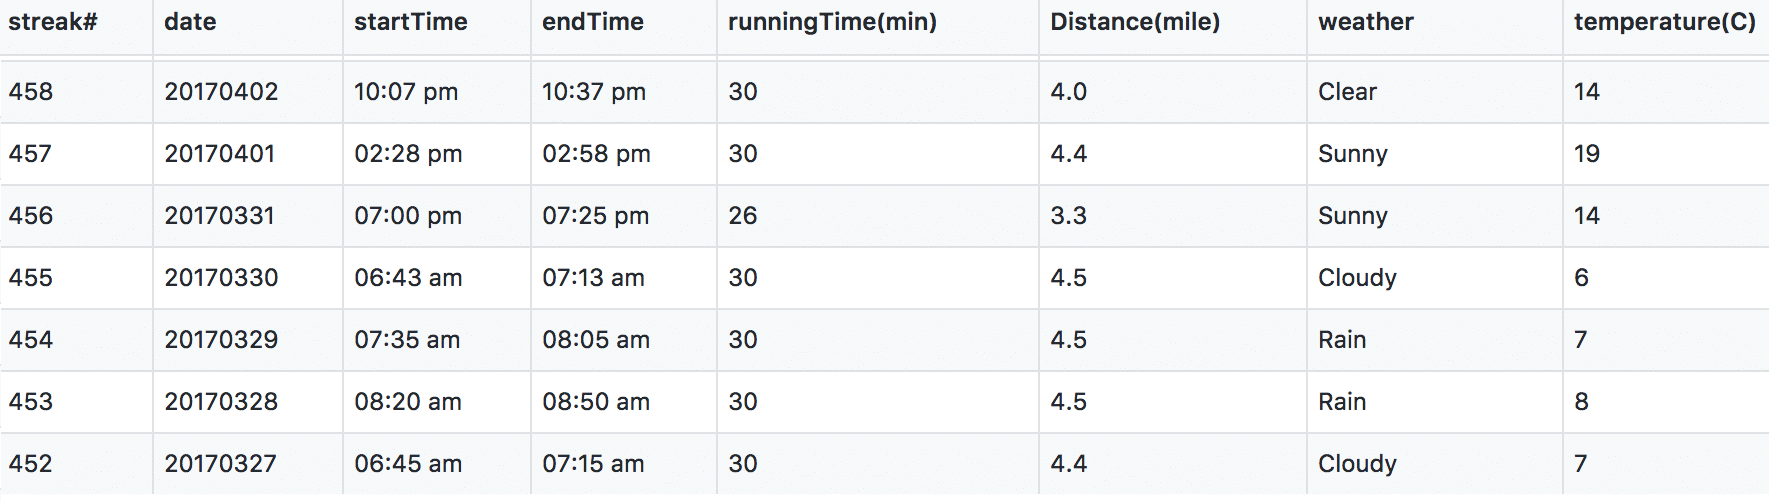 streak# date startTime endTime runningTime(min) Distance(mile) weather temperature(C)
458 20170402 10:07 pm 10:37 pm 30 4.0 Clear 14
457 20170401 02:28 pm 02:58 pm 30 4.4 Sunny 19
456 20170331 07:00 pm 07:25 pm 26 3.3 Sunny 14
455 20170330 06:43 am 07:13 am 30 4.5 Cloudy 6
454 20170329 07:35 am 08:05 am 30 4.5 Rain 7
453 20170328 08:20 am 08:50 am 30 4.5 Rain 8
452 20170327 06:45 am 07:15 am 30 4.4 Cloudy 7